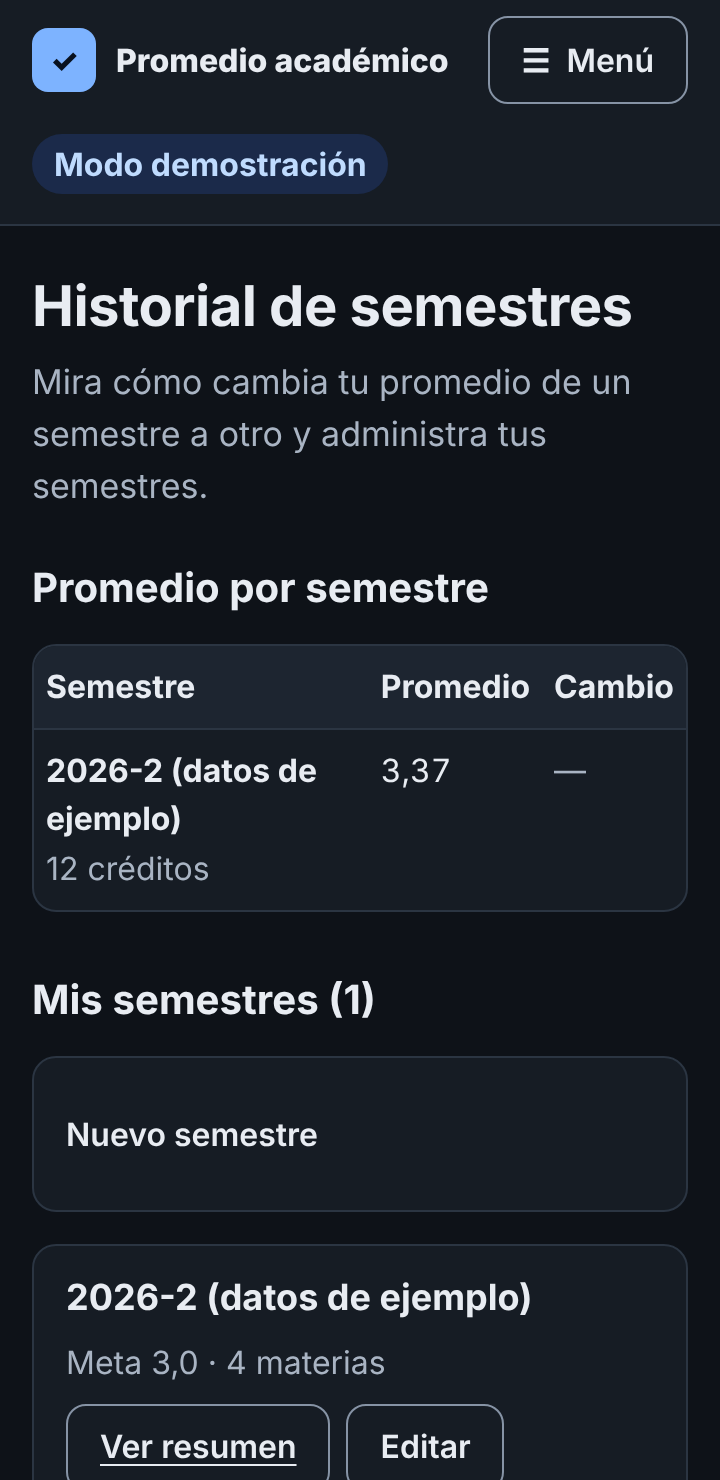 Promedio académico
☰ Menú
Modo demostración
Historial de semestres
Mira cómo cambia tu promedio de un
semestre a otro y administra tus
semestres.
Promedio por semestre
Semestre Promedio Cambio
2026-2 (datos de 3,37 —
ejemplo)
12 créditos
Mis semestres (1)
Nuevo semestre
2026-2 (datos de ejemplo)
Meta 3,0 · 4 materias
Ver resumen Editar